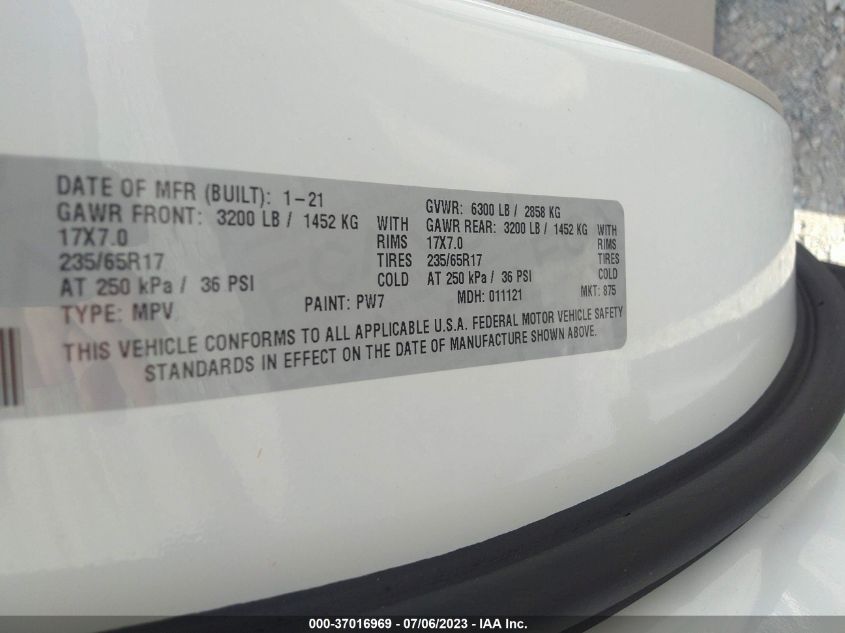 DATE OF MFR (BUILT): 1-21 GVWR: 6300 LB / 2858 KG
GAWR FRONT: 3200 LB / 1452 KG WITH GAWR REAR: 3200 LB / 1452 KG WITH
17X7.0 RIMS 17X7.0 RIMS
235/65R17 TIRES 235/65R17 TIRES
AT 250 kPa / 36 PSI COLD AT 250 kPa / 36 PSI COLD
TYPE: MPV PAINT: PW7 MDH: 011121 MKT: 875
THIS VEHICLE CONFORMS TO ALL APPLICABLE U.S.A. FEDERAL MOTOR VEHICLE SAFETY
STANDARDS IN EFFECT ON THE DATE OF MANUFACTURE SHOWN ABOVE.
000-37016969 - 07/06/2023 - IAA Inc.